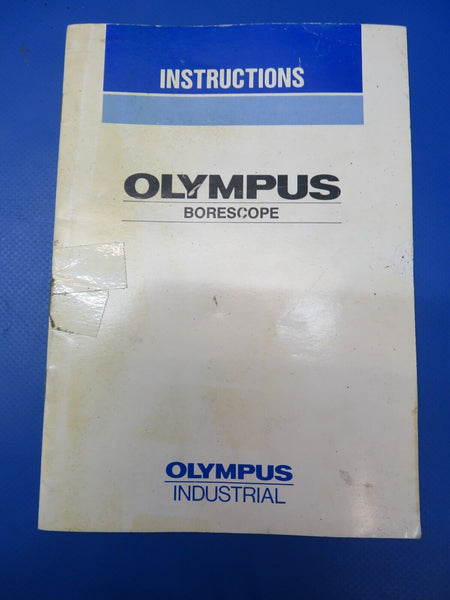 INSTRUCTIONS
OLYMPUS
BORESCOPE
OLYMPUS
INDUSTRIAL